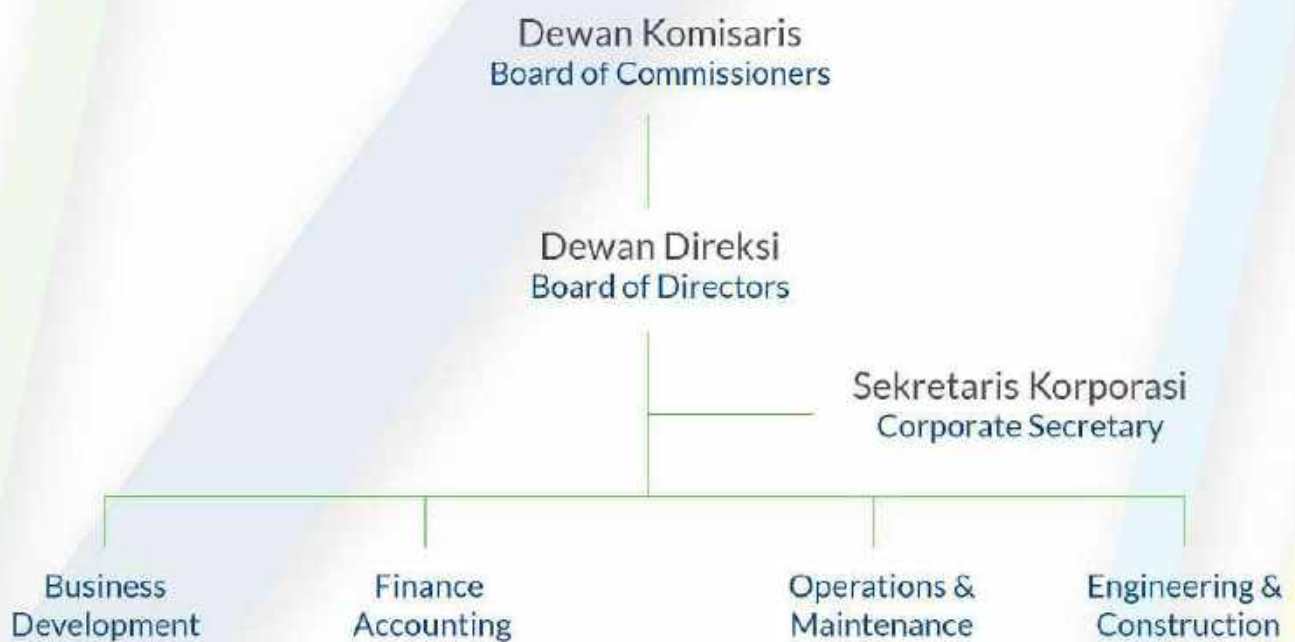 Dewan Komisaris
Board of Commissioners
Dewan Direksi
Board of Directors
Sekretaris Korporasi
Corporate Secretary
Business
Development
Finance
Accounting
Operations &
Maintenance
Engineering &
Construction